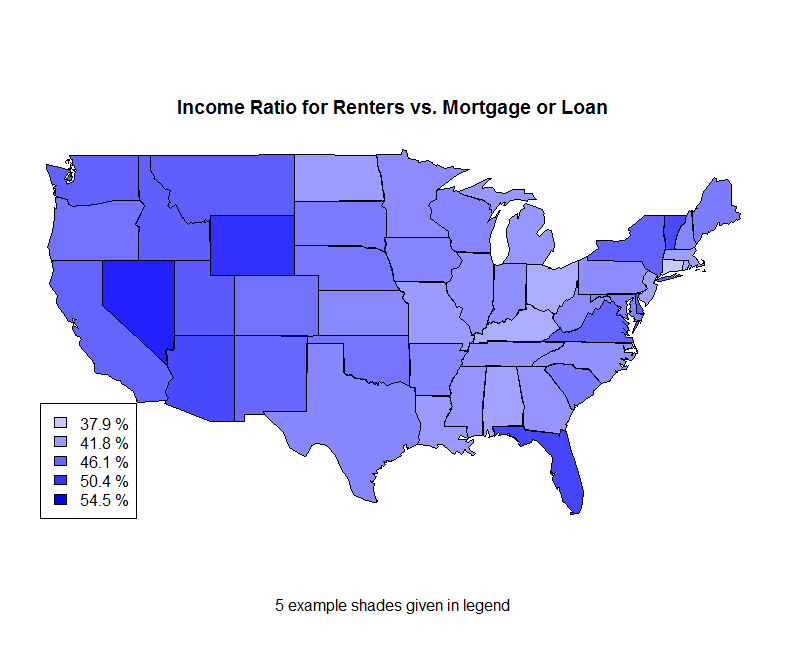 Income Ratio for Renters vs. Mortgage or Loan
37.9 %
41.8 %
46.1 %
50.4 %
54.5 %
5 example shades given in legend